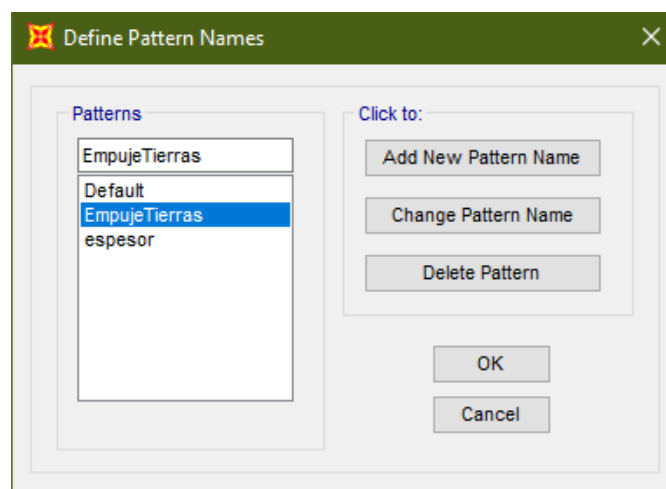 Define Pattern Names
Patterns
EmpujeTierras
Default
EmpujeTierras
espesor
Click to:
Add New Pattern Name
Change Pattern Name
Delete Pattern
OK
Cancel